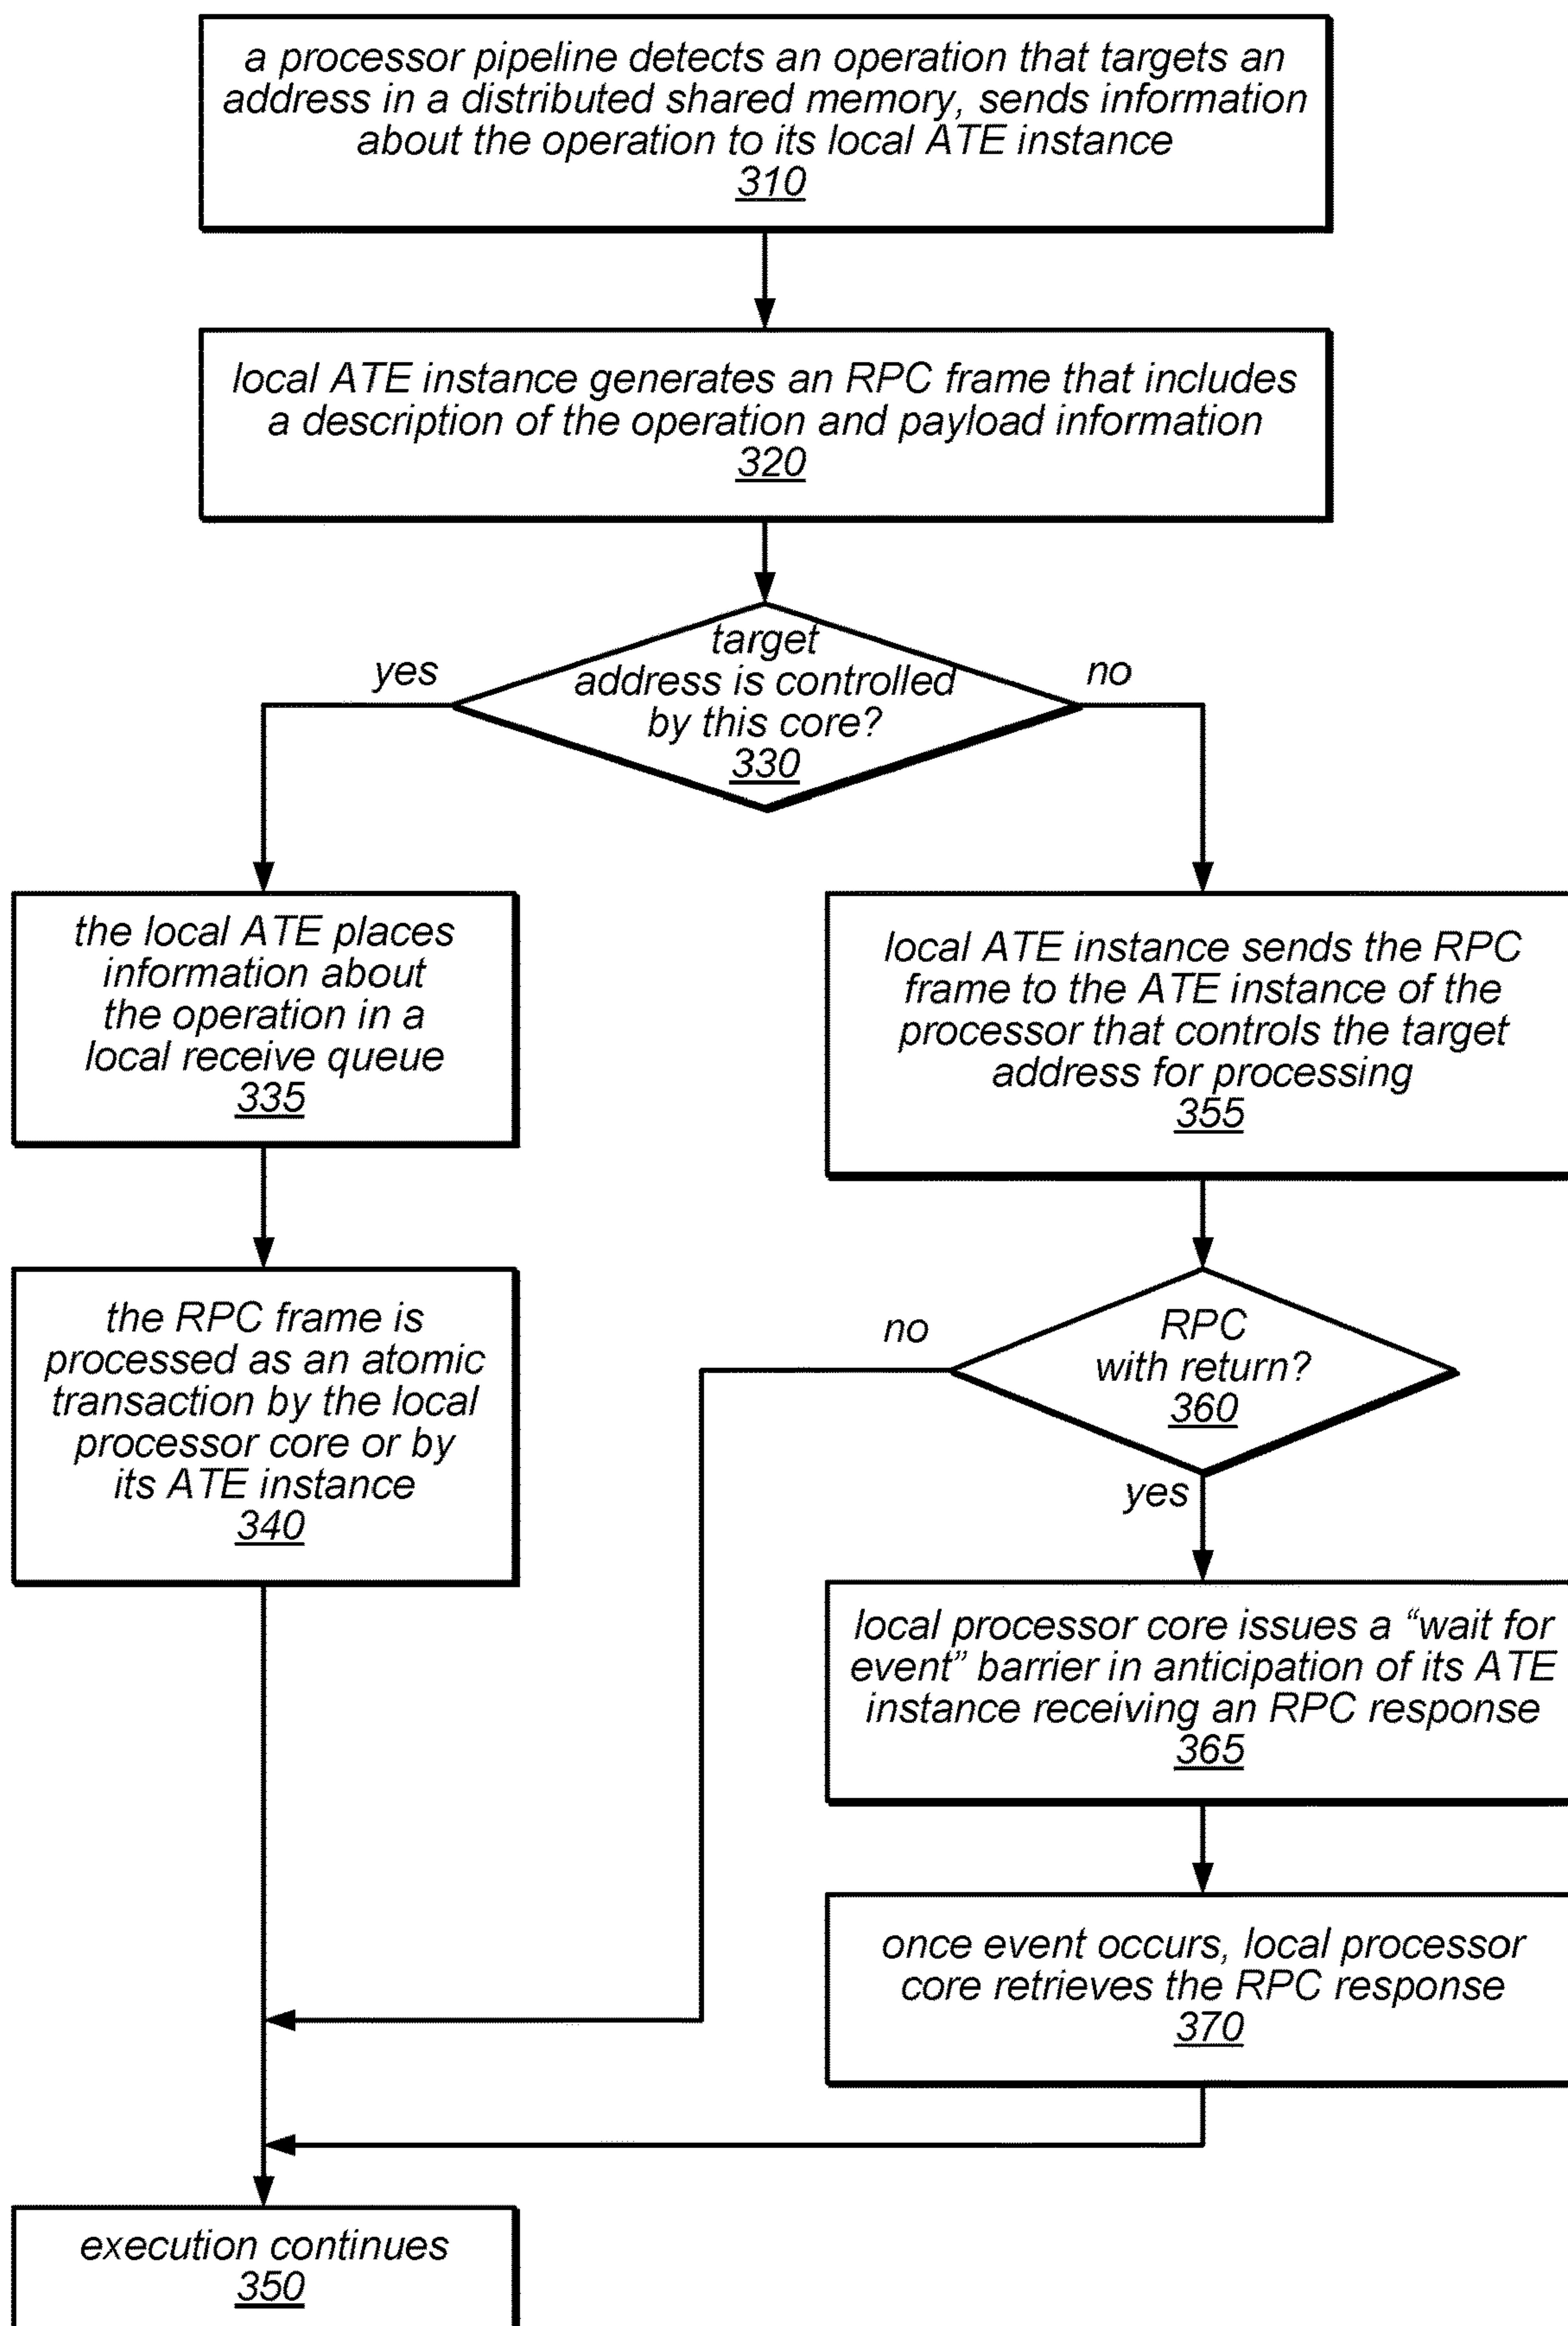 a processor pipeline detects an operation that targets an
address in a distributed shared memory, sends information
about the operation to its local ATE instance
310
local ATE instance generates an RPC frame that includes
a description of the operation and payload information
320
target
address is controlled
by this core?
330
yes
no
the local ATE places
information about
the operation in a
local receive queue
335
local ATE instance sends the RPC
frame to the ATE instance of the
processor that controls the target
address for processing
355
the RPC frame is
processed as an atomic
transaction by the local
processor core or by
its ATE instance
340
RPC
with return?
360
no
yes
local processor core issues a “wait for
event” barrier in anticipation of its ATE
instance receiving an RPC response
365
once event occurs, local processor
core retrieves the RPC response
370
execution continues
350